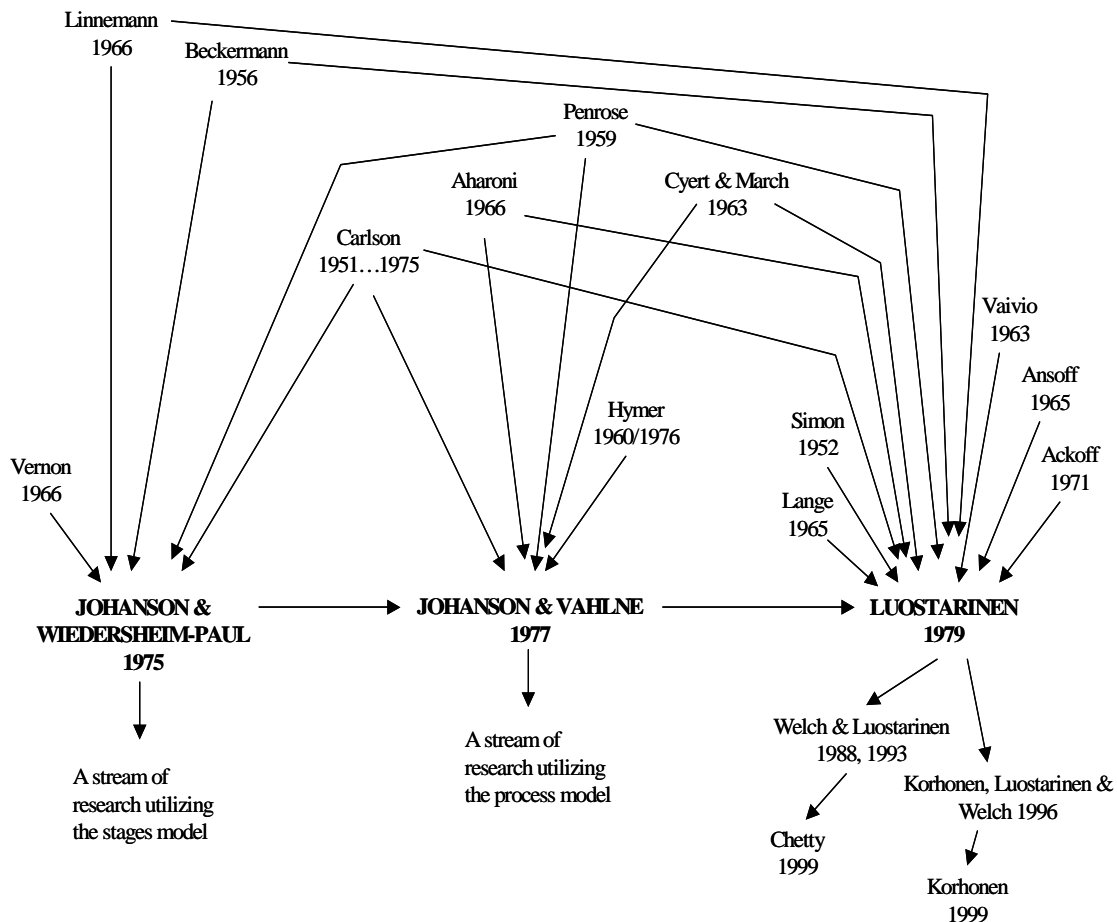 Linnemann
1966
Beckermann
1956
Penrose
1959
Aharoni
1966
Cyert & March
1963
Carlson
1951…1975
Vaivio
1963
Ansoff
1965
Hymer
1960/1976
Simon
1952
Ackoff
1971
Vernon
1966
Lange
1965
JOHANSON &
WIEDERSHEIM-PAUL
1975
JOHANSON & VAHLNE
1977
LUOSTARINEN
1979
A stream of
research utilizing
the stages model
A stream of
research utilizing
the process model
Welch & Luostarinen
1988, 1993
Korhonen, Luostarinen &
Welch 1996
Chetty
1999
Korhonen
1999